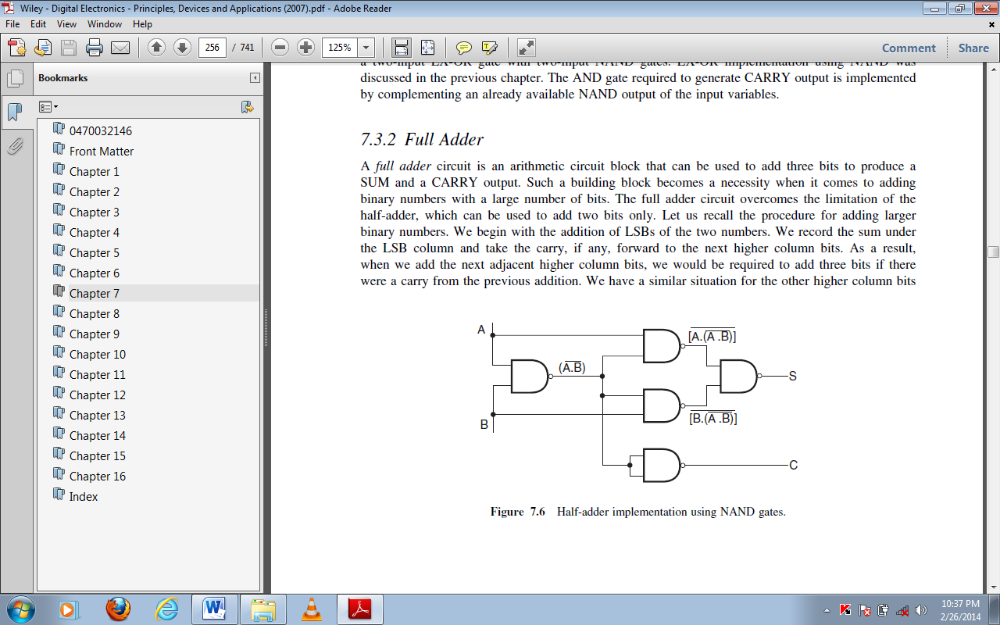 Wiley - Digital Electronics - Principles, Devices and Applications (2007).pdf - Adobe Reader
File Edit View Window Help
256 / 741 125% Comment Share
Bookmarks
0470032146
Front Matter
Chapter 1
Chapter 2
Chapter 3
Chapter 4
Chapter 5
Chapter 6
Chapter 7
Chapter 8
Chapter 9
Chapter 10
Chapter 11
Chapter 12
Chapter 13
Chapter 14
Chapter 15
Chapter 16
Index
a two-input EX-OR gate with two-input NAND gates. EX-OR implementation using NAND was
discussed in the previous chapter. The AND gate required to generate CARRY output is implemented
by complementing an already available NAND output of the input variables.
7.3.2 Full Adder
A full adder circuit is an arithmetic circuit block that can be used to add three bits to produce a
SUM and a CARRY output. Such a building block becomes a necessity when it comes to adding
binary numbers with a large number of bits. The full adder circuit overcomes the limitation of the
half-adder, which can be used to add two bits only. Let us recall the procedure for adding larger
binary numbers. We begin with the addition of LSBs of the two numbers. We record the sum under
the LSB column and take the carry, if any, forward to the next higher column bits. As a result,
when we add the next adjacent higher column bits, we would be required to add three bits if there
were a carry from the previous addition. We have a similar situation for the other higher column bits
A
[A.(A .B)]
(A.B)
S
B
[B.(A .B)]
C
Figure 7.6 Half-adder implementation using NAND gates.
10:37 PM
2/26/2014